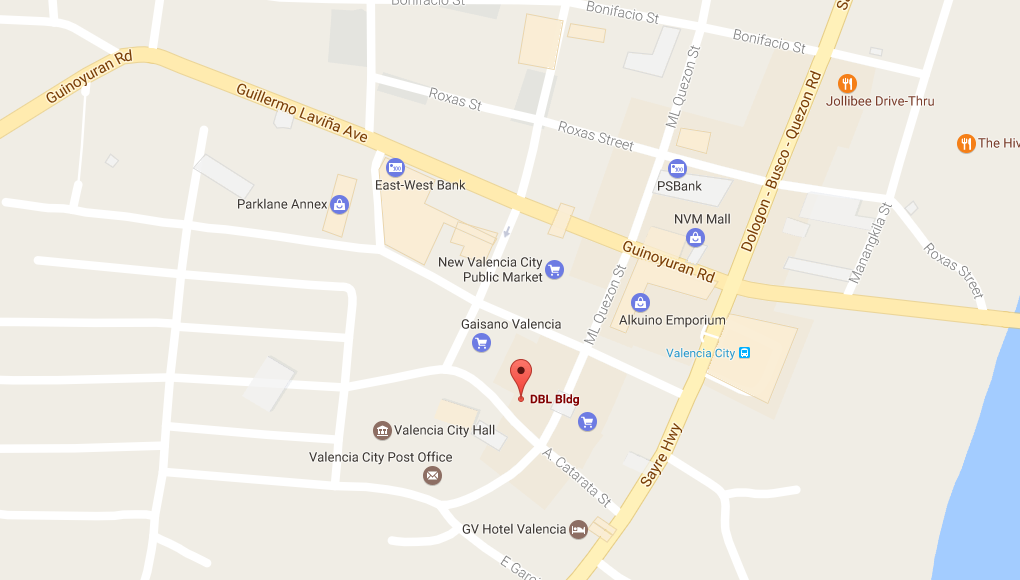 Bonifacio St
Bonifacio St
Bonifacio St
Guinoyuran Rd
Guillermo Laviña Ave
Roxas St
Roxas Street
ML Quezon St
Dologon - Busco - Quezon Rd
Jollibee Drive-Thru
The Hiv
East-West Bank
PSBank
Parklane Annex
NVM Mall
Manangkila St
Roxas Street
New Valencia City
Public Market
Guinoyuran Rd
ML Quezon St
Alkuino Emporium
Gaisano Valencia
Valencia City
DBL Bldg
Valencia City Hall
Valencia City Post Office
A. Catarata St
Sayre Hwy
GV Hotel Valencia
E Garc